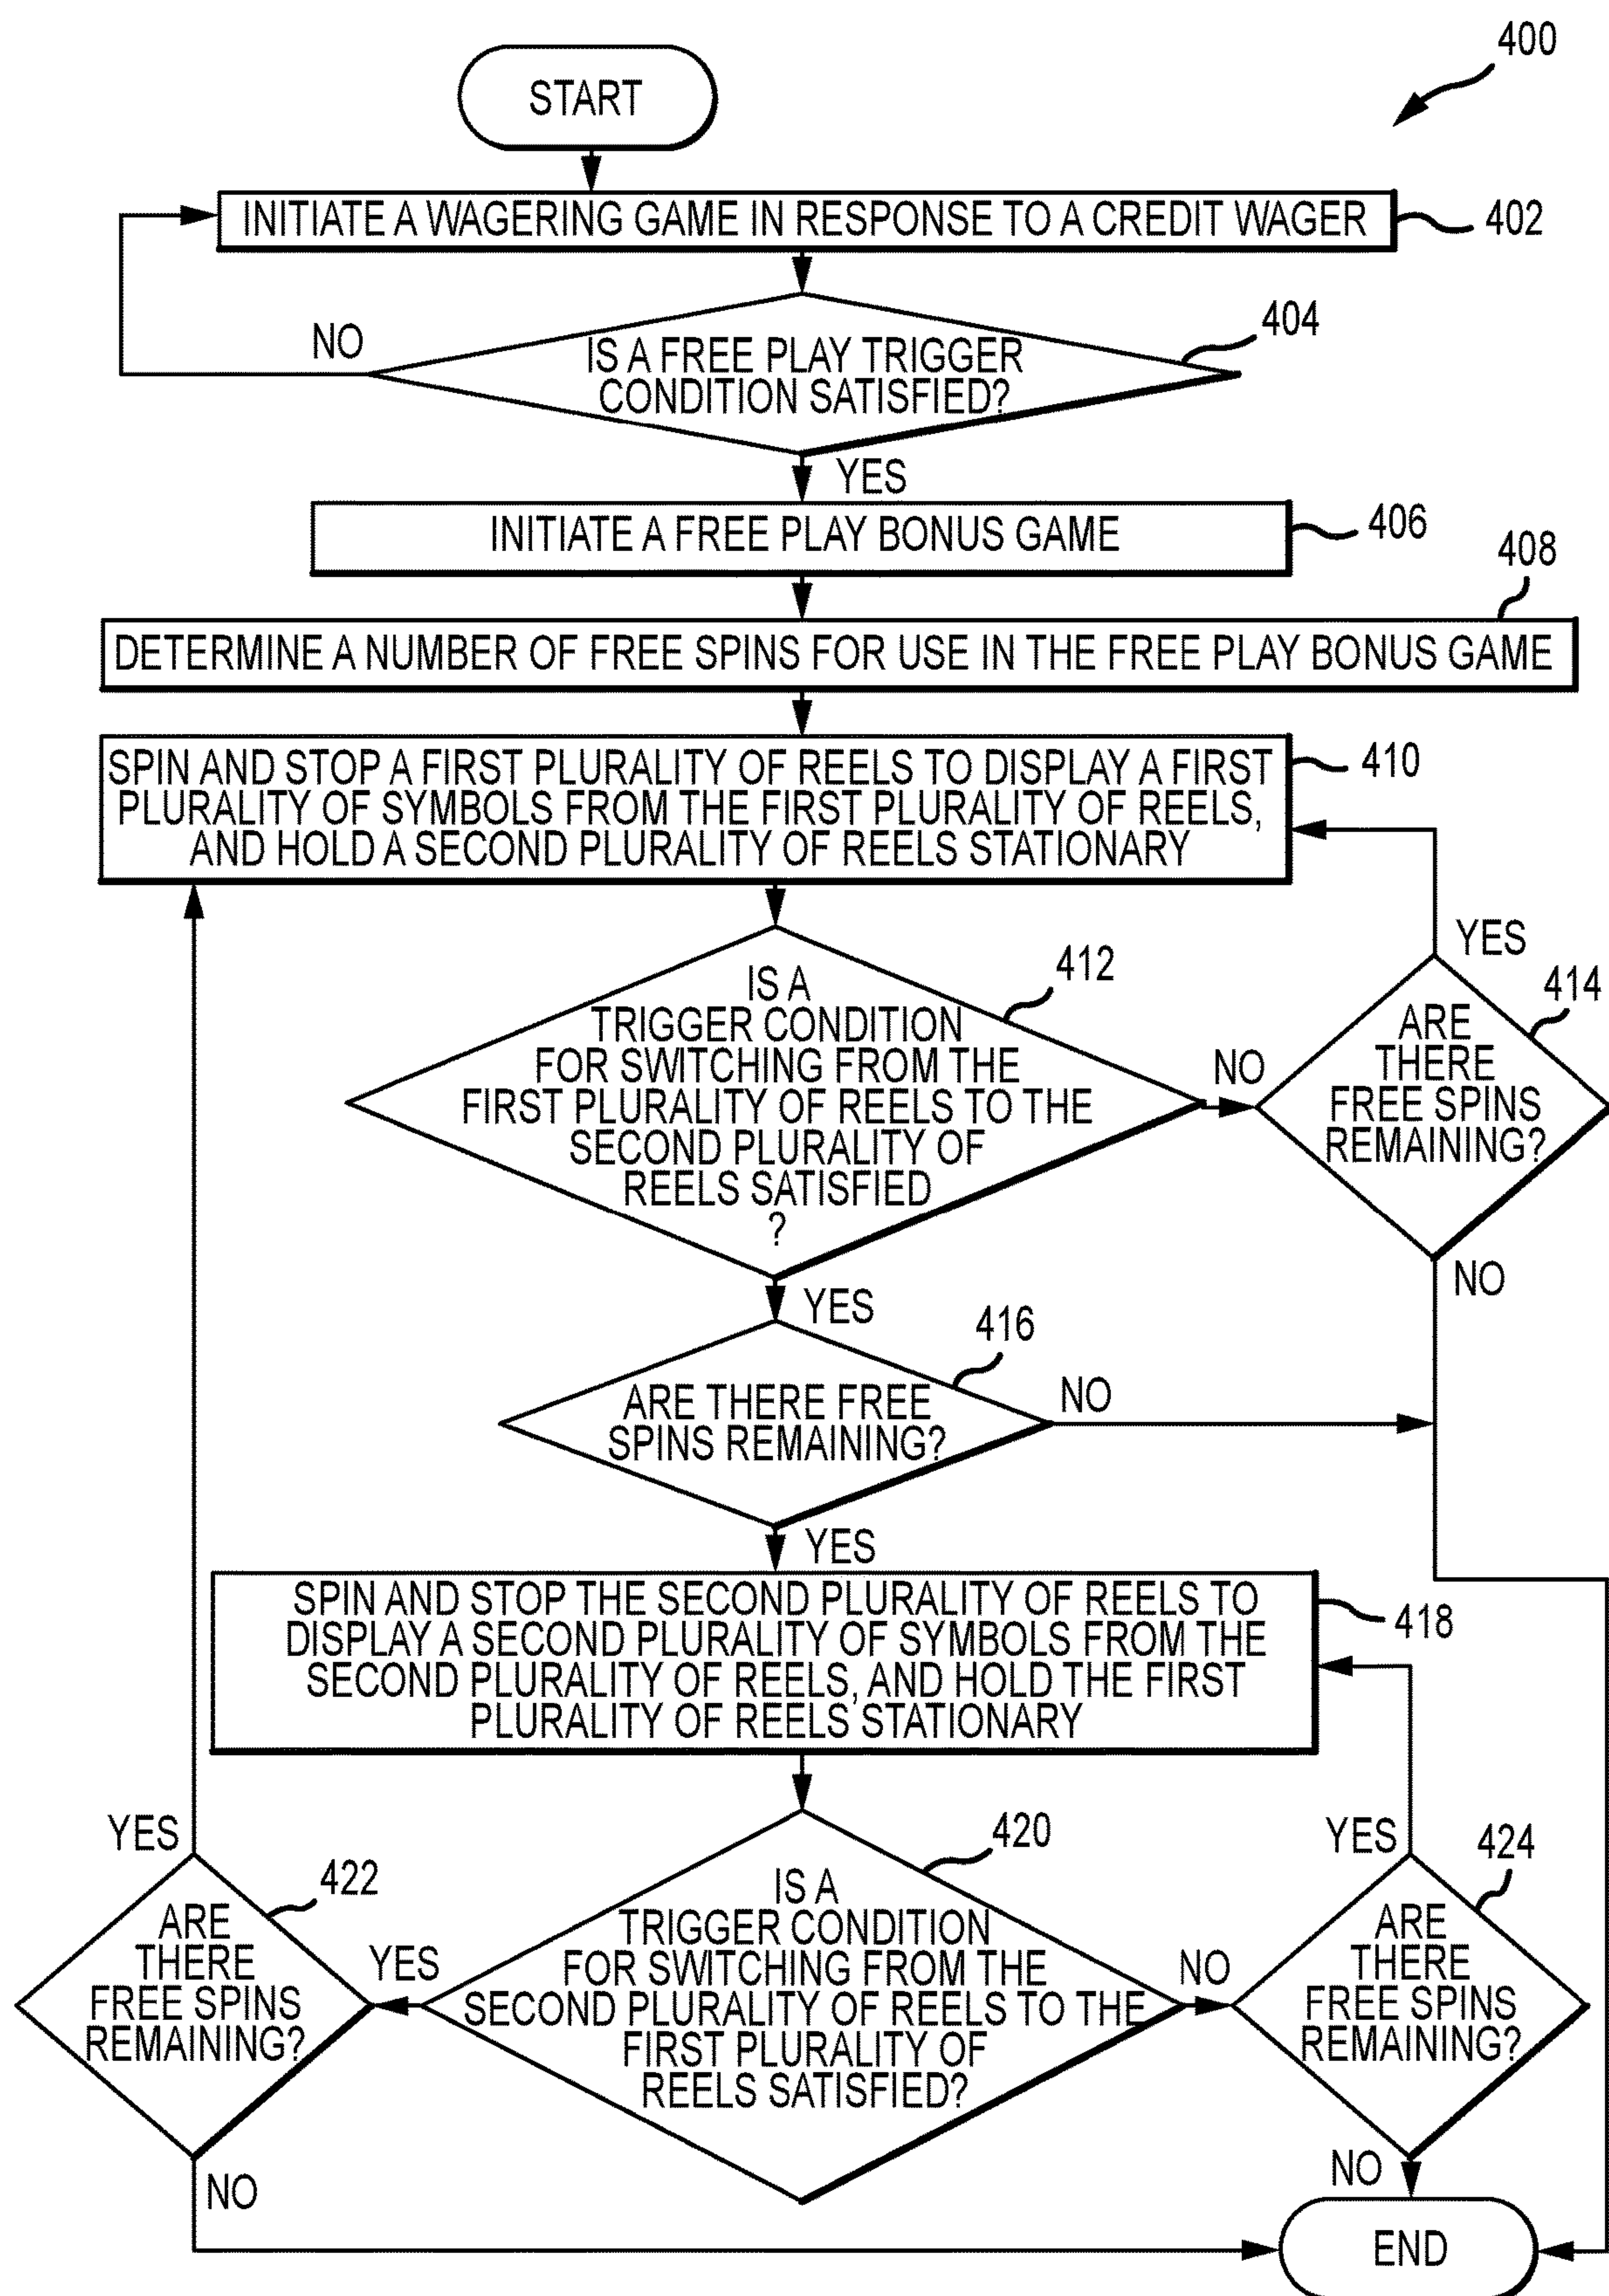 400
START
INITIATE A WAGERING GAME IN RESPONSE TO A CREDIT WAGER
402
404
NO
IS A FREE PLAY TRIGGER
CONDITION SATISFIED?
YES
INITIATE A FREE PLAY BONUS GAME
406
408
DETERMINE A NUMBER OF FREE SPINS FOR USE IN THE FREE PLAY BONUS GAME
SPIN AND STOP A FIRST PLURALITY OF REELS TO DISPLAY A FIRST
PLURALITY OF SYMBOLS FROM THE FIRST PLURALITY OF REELS,
AND HOLD A SECOND PLURALITY OF REELS STATIONARY
410
412
IS A
TRIGGER CONDITION
FOR SWITCHING FROM THE
FIRST PLURALITY OF REELS TO THE
SECOND PLURALITY OF
REELS SATISFIED
?
NO
YES
414
ARE
THERE
FREE SPINS
REMAINING?
NO
YES
416
ARE THERE FREE
SPINS REMAINING?
NO
YES
SPIN AND STOP THE SECOND PLURALITY OF REELS TO
DISPLAY A SECOND PLURALITY OF SYMBOLS FROM THE
SECOND PLURALITY OF REELS, AND HOLD THE FIRST
PLURALITY OF REELS STATIONARY
418
YES
422
ARE
THERE
FREE SPINS
REMAINING?
NO
YES
420
IS A
TRIGGER CONDITION
FOR SWITCHING FROM THE
SECOND PLURALITY OF REELS TO THE
FIRST PLURALITY OF
REELS SATISFIED?
NO
YES
424
ARE
THERE
FREE SPINS
REMAINING?
NO
END